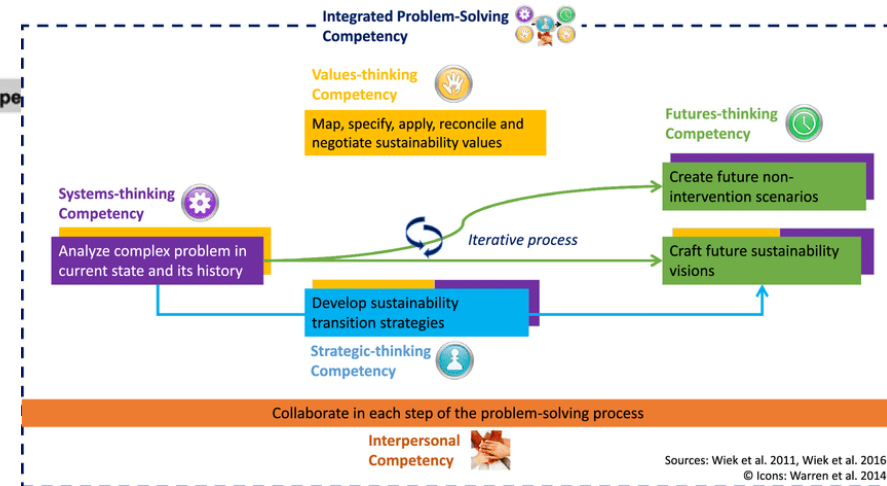 Integrated Problem-Solving
Competency
pe
Values-thinking
Competency
Map, specify, apply, reconcile and
negotiate sustainability values
Futures-thinking
Competency
Create future non-
intervention scenarios
Systems-thinking
Competency
Analyze complex problem in
current state and its history
Iterative process
Craft future sustainability
visions
Develop sustainability
transition strategies
Strategic-thinking
Competency
Collaborate in each step of the problem-solving process
Interpersonal
Competency
Sources: Wiek et al. 2011, Wiek et al. 2016
© Icons: Warren et al. 2014